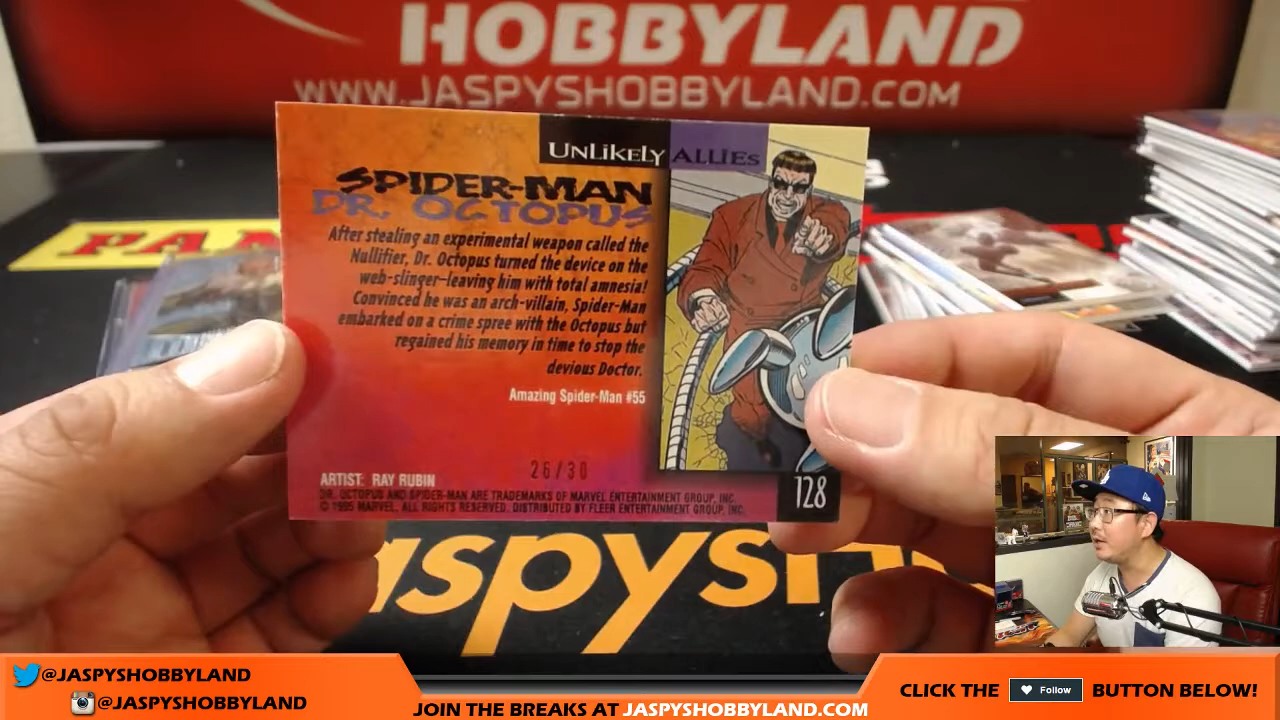 HOBBYLAND
WWW.JASPYSHOBBYLAND.COM
UNLiKELY ALLiES
SPIDER-MAN
DR. OCTOPUS
After stealing an experimental weapon called the
Nullifier, Dr. Octopus turned the device on the
web-slinger–leaving him with total amnesia!
Convinced he was an arch-villain, Spider-Man
embarked on a crime spree with the Octopus but
regained his memory in time to stop the
devious Doctor.
Amazing Spider-Man #55
26/30
ARTIST: RAY RUBIN
DR. OCTOPUS AND SPIDER-MAN ARE TRADEMARKS OF MARVEL ENTERTAINMENT GROUP, INC.
© 1995 MARVEL. ALL RIGHTS RESERVED. DISTRIBUTED BY FLEER ENTERTAINMENT GROUP, INC.
128
@JASPYSHOBBYLAND
@JASPYSHOBBYLAND
JOIN THE BREAKS AT JASPYSHOBBYLAND.COM
CLICK THE Follow BUTTON BELOW!